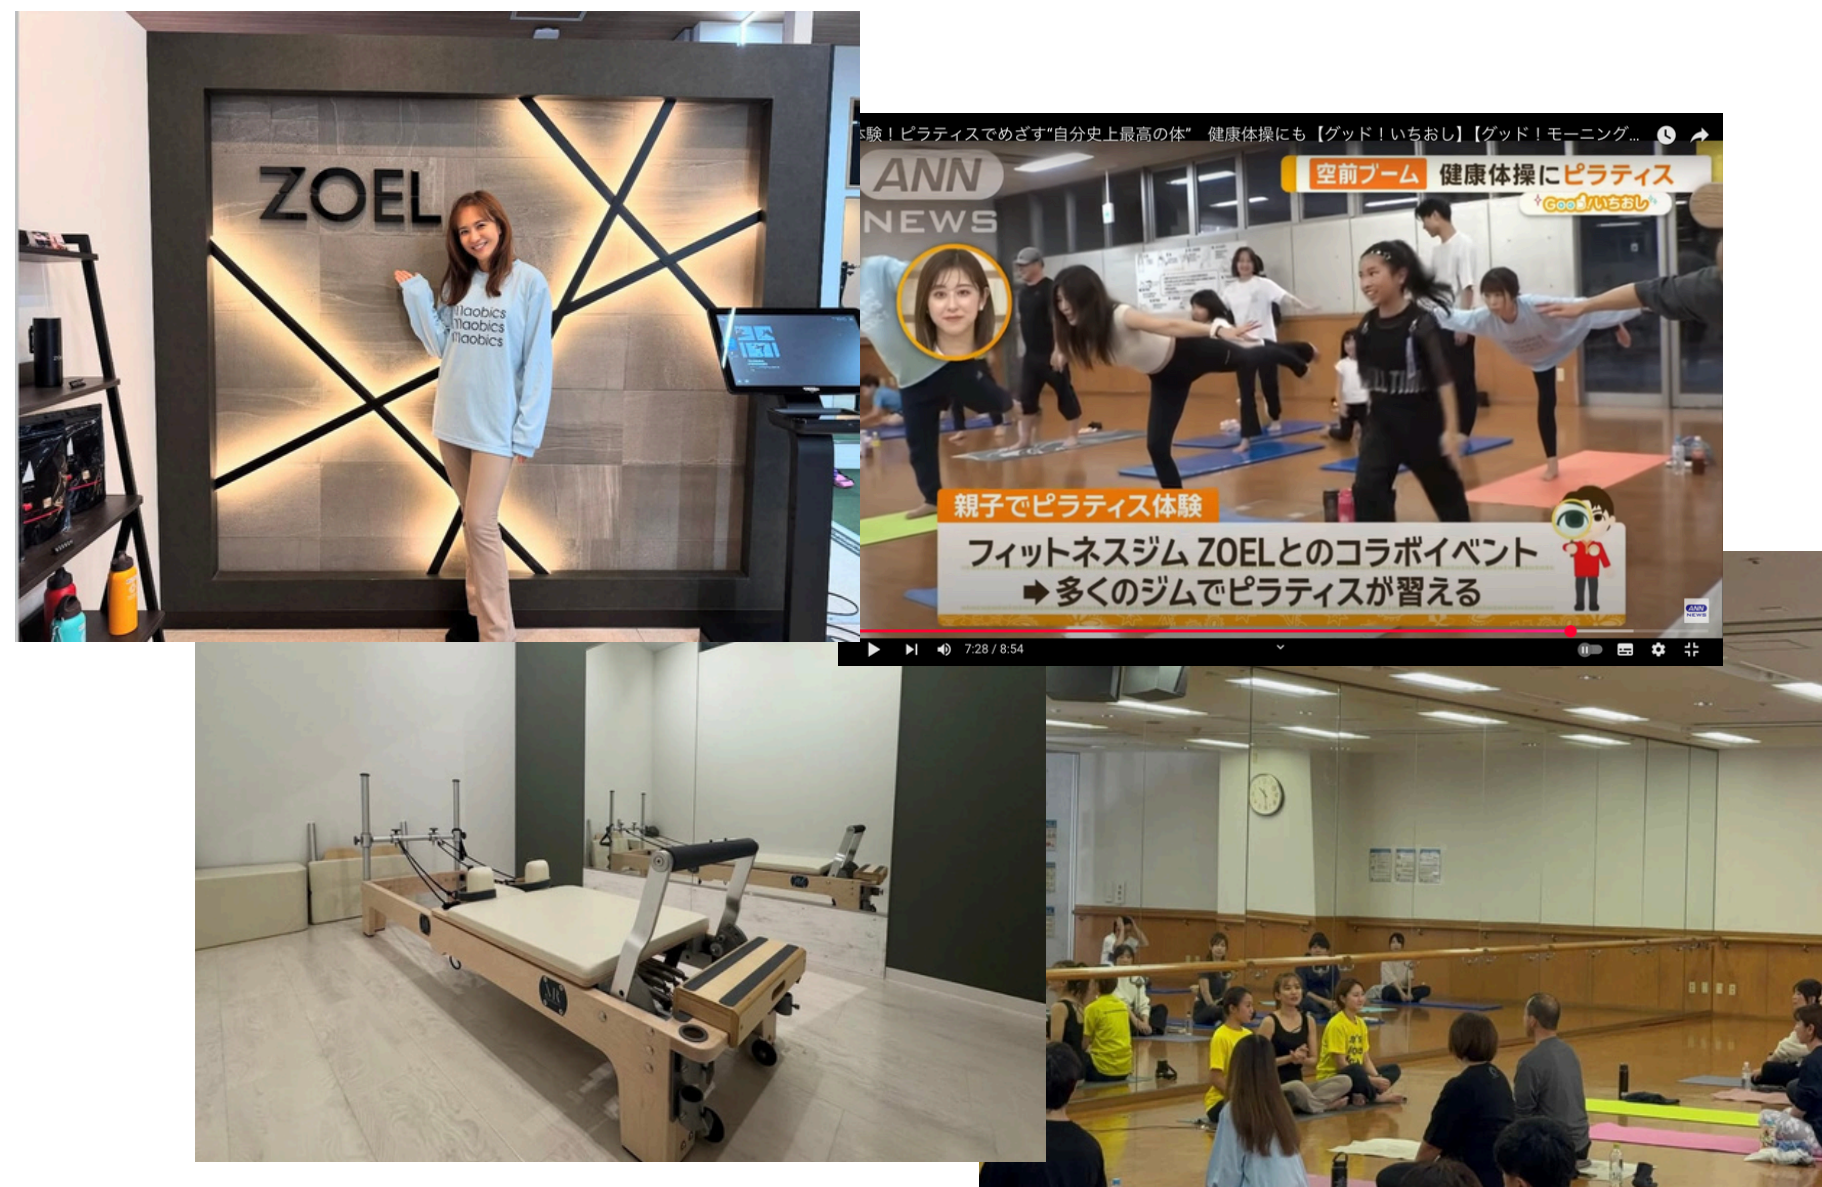 ZOEL
maobics
maobics
maobics
体験！ピラティスでめざす“自分史上最高の体”　健康体操にも【グッド！いちおし】【グッド！モーニング...
ANN
NEWS
空前ブーム 健康体操にピラティス
Good!いちおし
親子でピラティス体験
フィットネスジム ZOELとのコラボイベント
➡多くのジムでピラティスが習える
ANN
NEWS
7:28 / 8:54